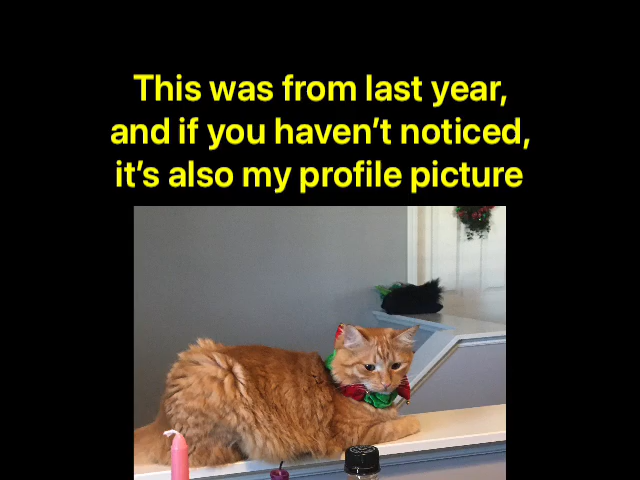 This was from last year,
and if you haven’t noticed,
it’s also my profile picture